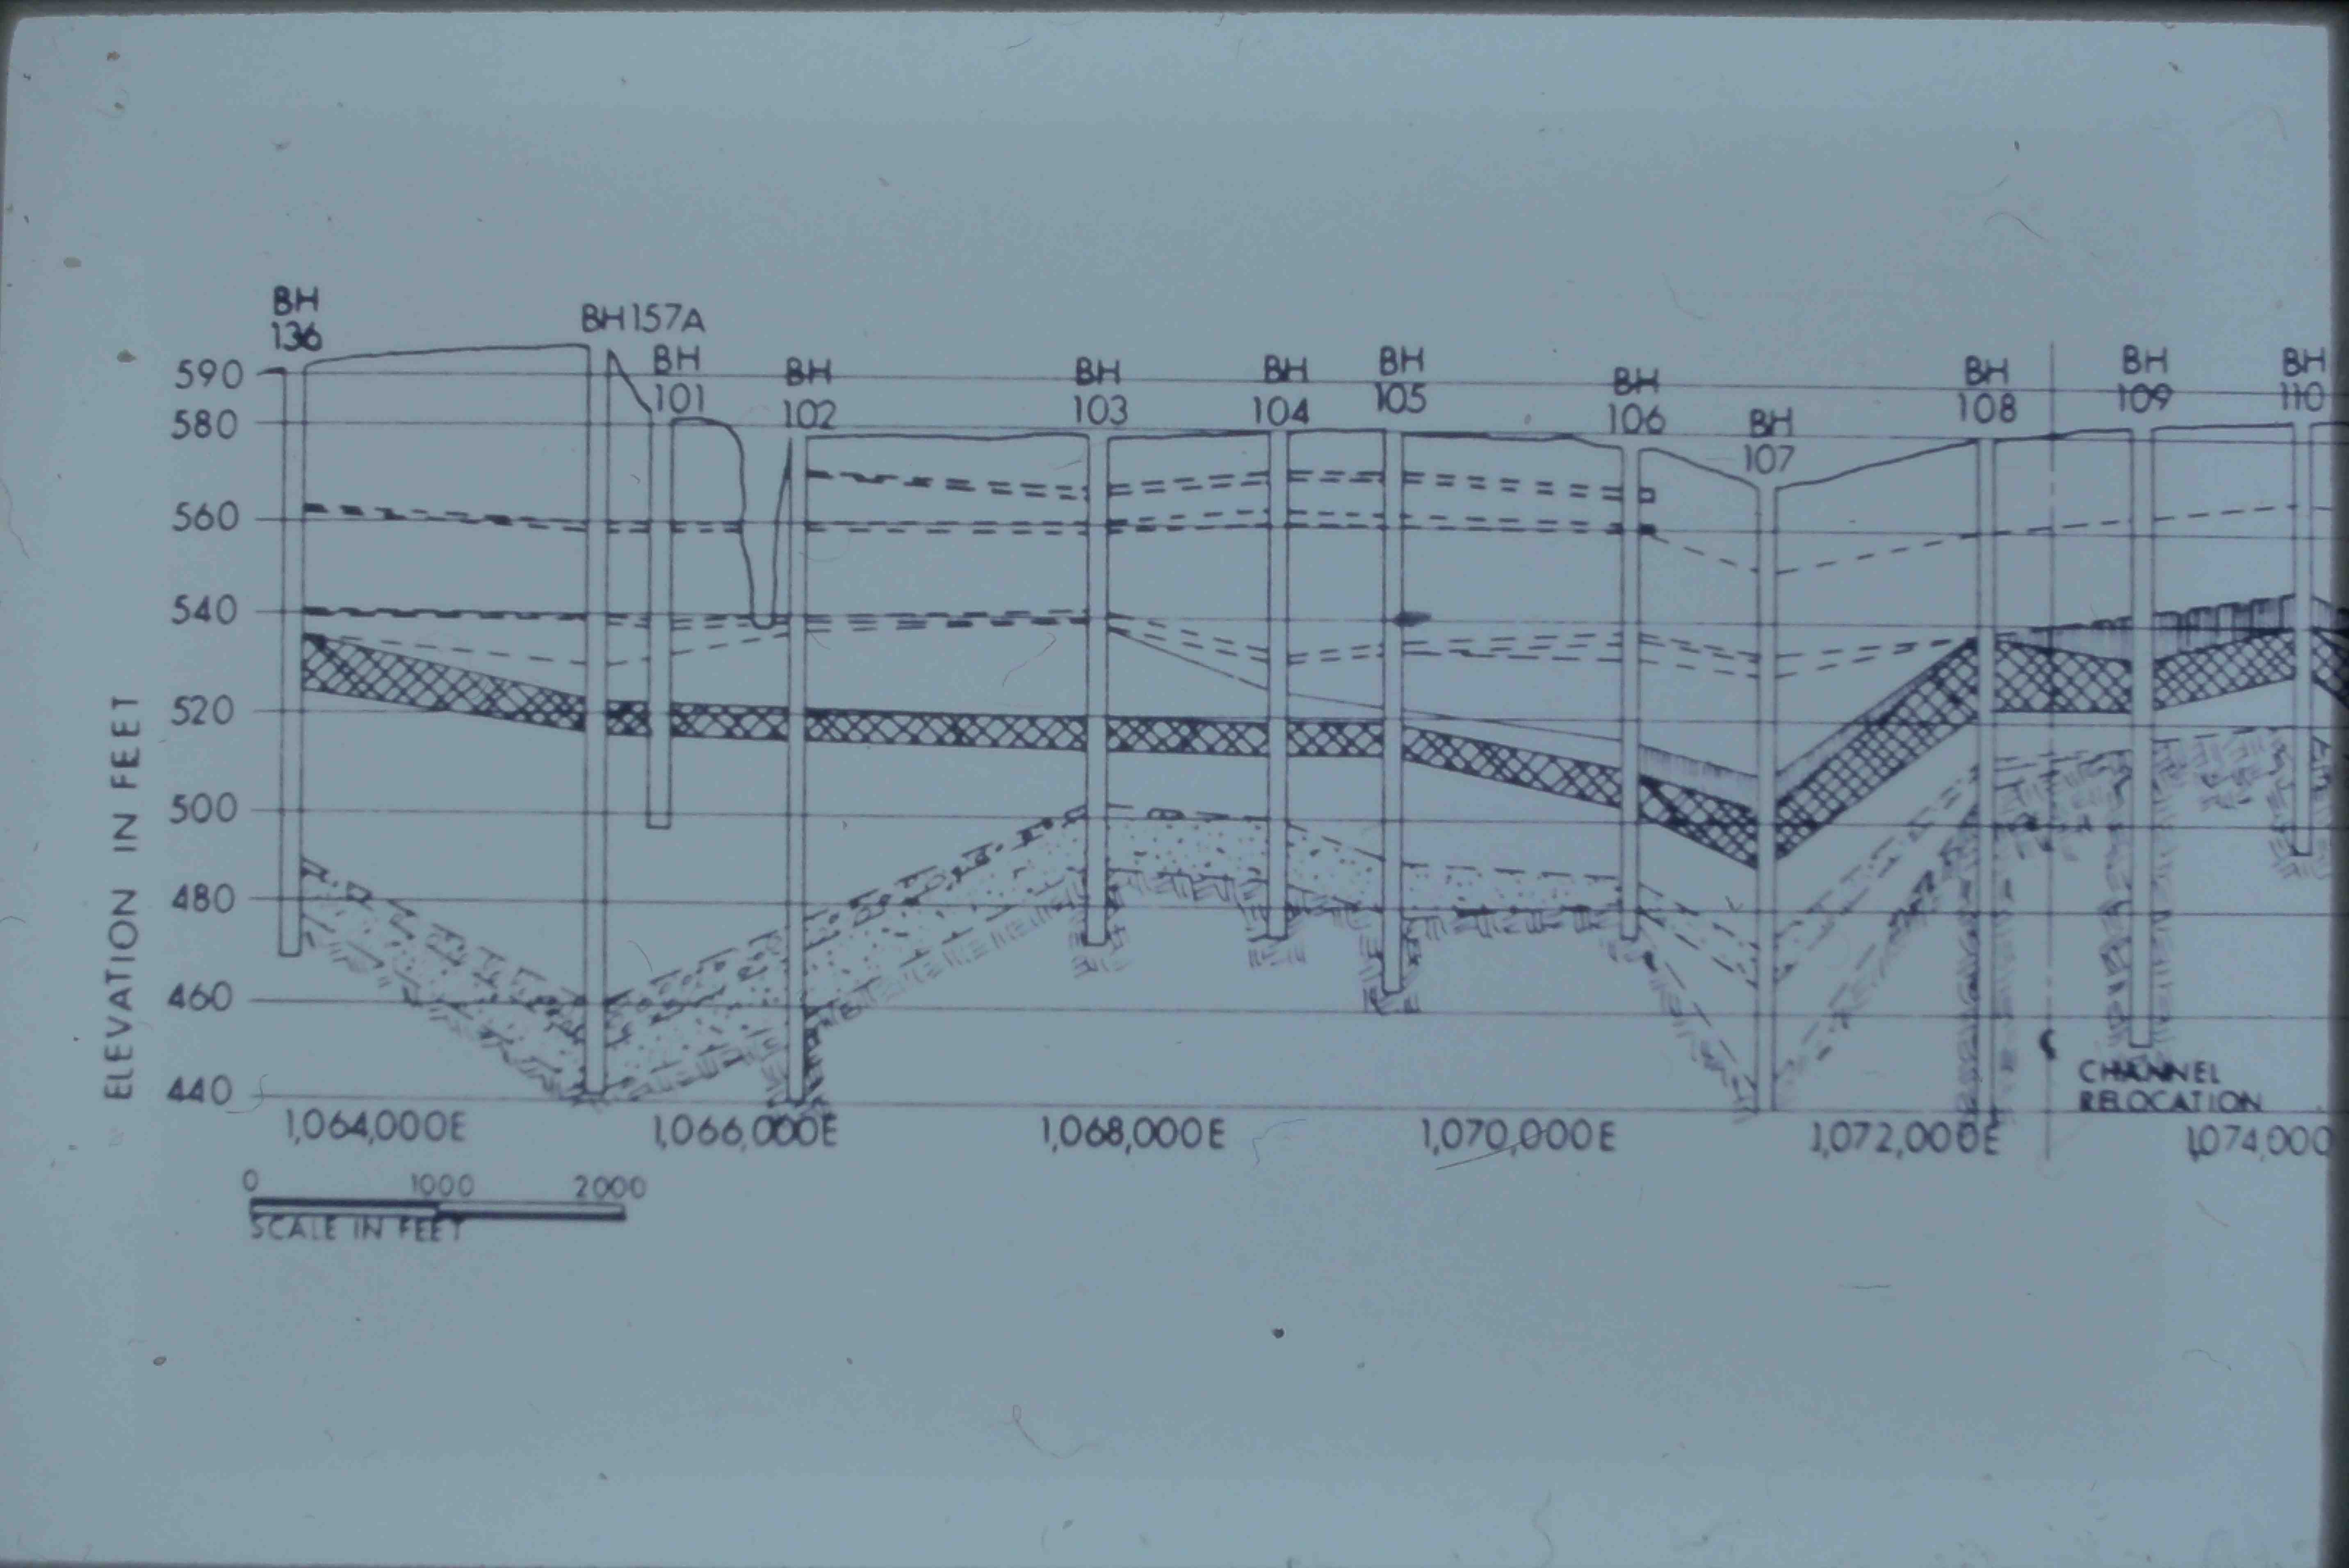 BH
136
BH157A
BH
101
BH
102
BH
103
BH
104
BH
105
BH
106
BH
107
BH
108
BH
109
BH
110
590
580
560
540
520
500
480
460
440
ELEVATION IN FEET
1,064,000E
1,066,000E
1,068,000E
1,070,000E
1,072,000E
1,074,000
CHANNEL
RELOCATION
0 1000 2000
SCALE IN FEET